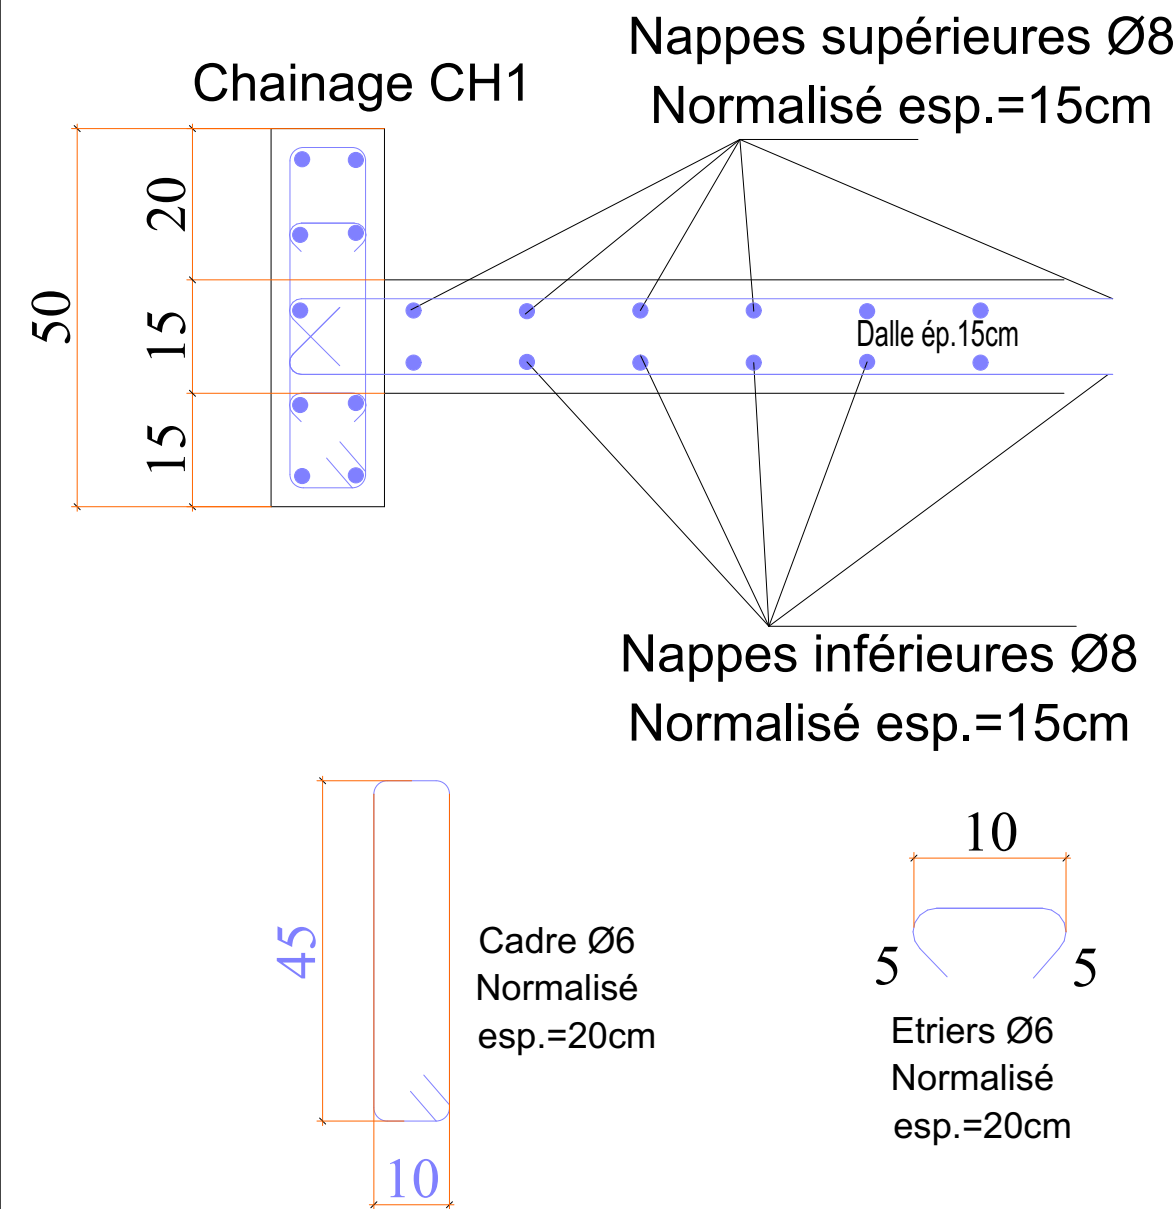 Nappes supérieures Ø8
Normalisé esp.=15cm
Chainage CH1
20
50
15
15
Dalle ép.15cm
Nappes inférieures Ø8
Normalisé esp.=15cm
45
10
Cadre Ø6
Normalisé
esp.=20cm
10
5
5
Etriers Ø6
Normalisé
esp.=20cm